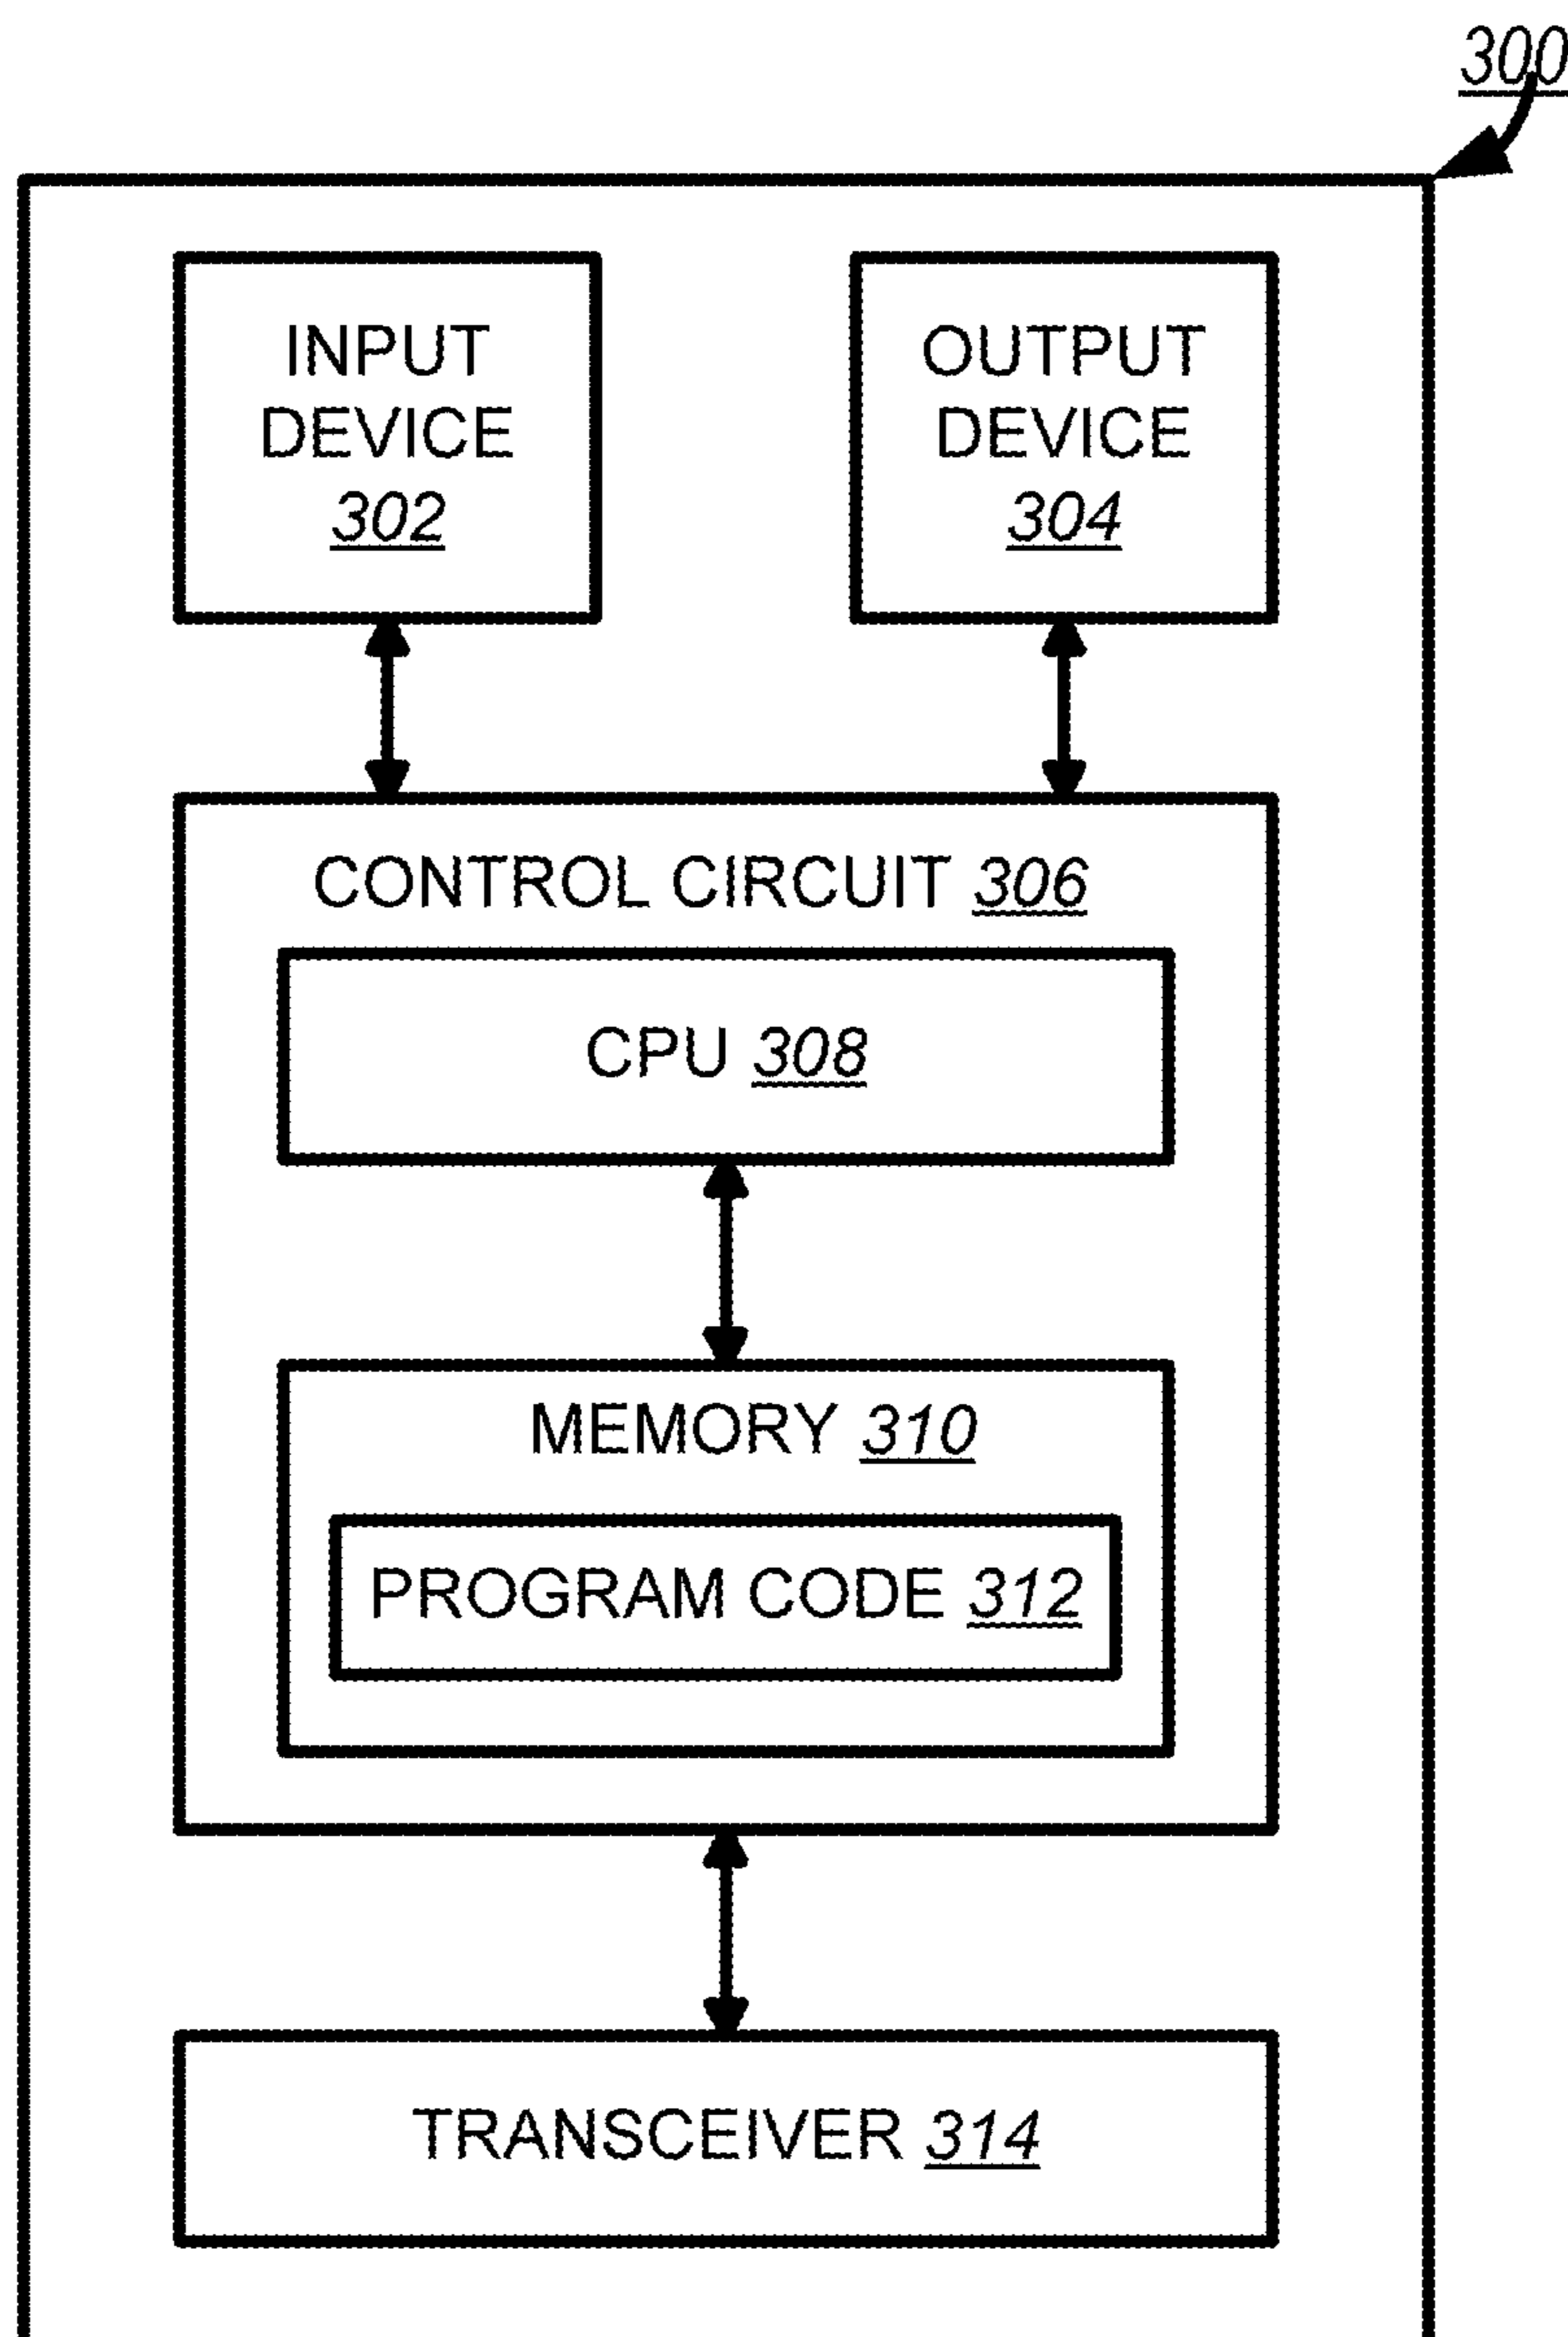 300
INPUT
DEVICE
302
OUTPUT
DEVICE
304
CONTROL CIRCUIT 306
CPU 308
MEMORY 310
PROGRAM CODE 312
TRANSCEIVER 314